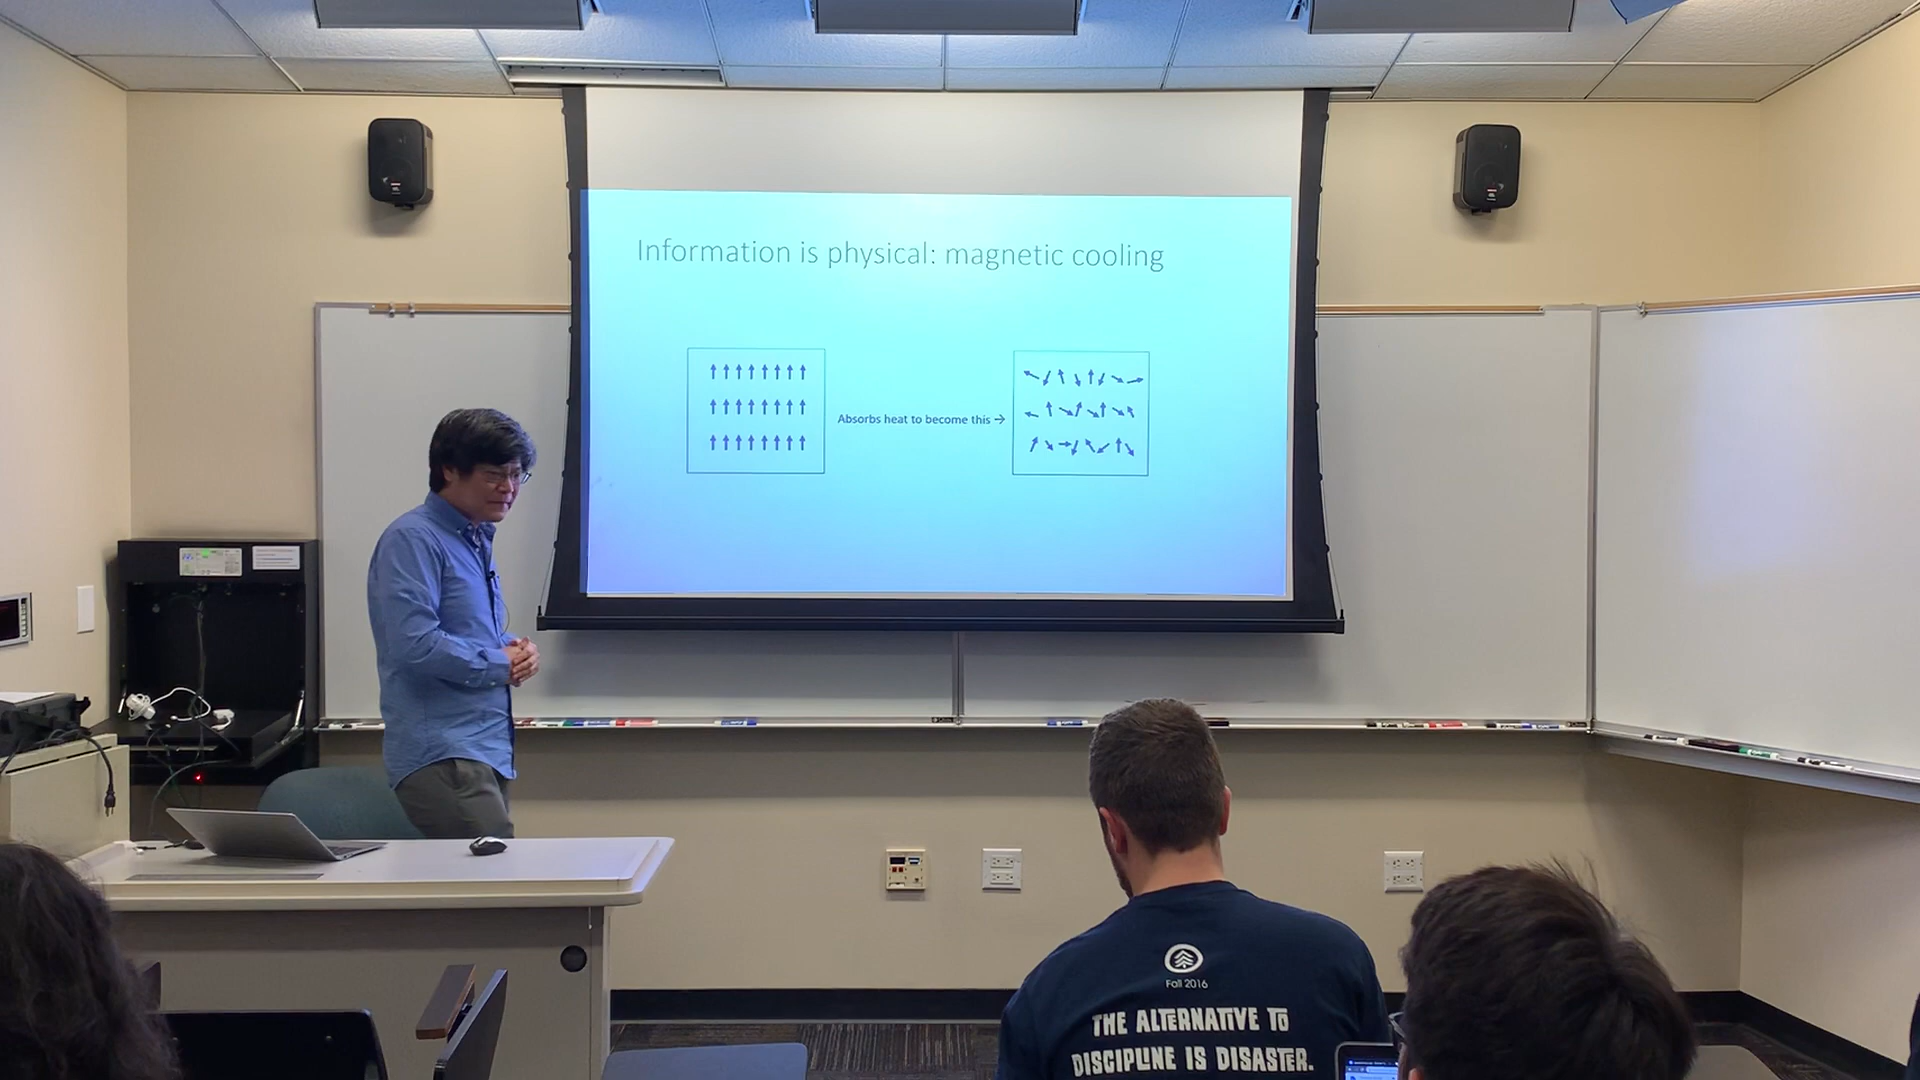 Information is physical: magnetic cooling
Absorbs heat to become this →
Fall 2016
THE ALTERNATIVE TO
DISCIPLINE IS DISASTER.